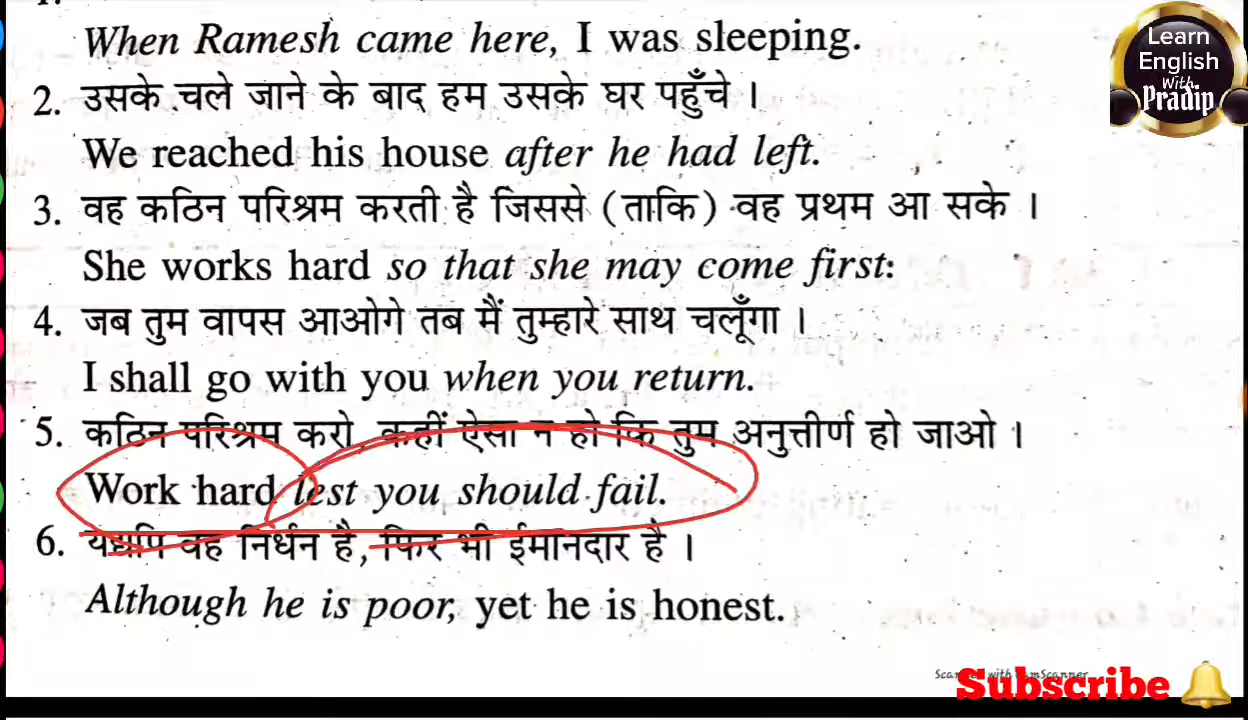 When Ramesh came here, I was sleeping.
2. उसके चले जाने के बाद हम उसके घर पहुँचे ।
We reached his house after he had left.
3. वह कठिन परिश्रम करती है जिससे (ताकि) वह प्रथम आ सके ।
She works hard so that she may come first:
4. जब तुम वापस आओगे तब मैं तुम्हारे साथ चलूँगा ।
I shall go with you when you return.
5. कठिन परिश्रम करो, कहीं ऐसा न हो कि तुम अनुत्तीर्ण हो जाओ ।
Work hard lest you should fail.
6. यद्यपि वह निर्धन है, फिर भी ईमानदार है ।
Although he is poor, yet he is honest.
Learn
English
With
Pradip
Subscribe